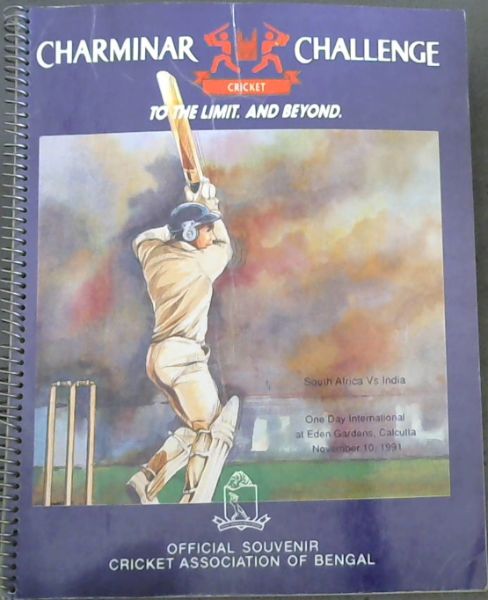 CHARMINAR CHALLENGE
CRICKET
TO THE LIMIT. AND BEYOND.
South Africa Vs India
One Day International
at Eden Gardens, Calcutta
November 10, 1991
OFFICIAL SOUVENIR
CRICKET ASSOCIATION OF BENGAL